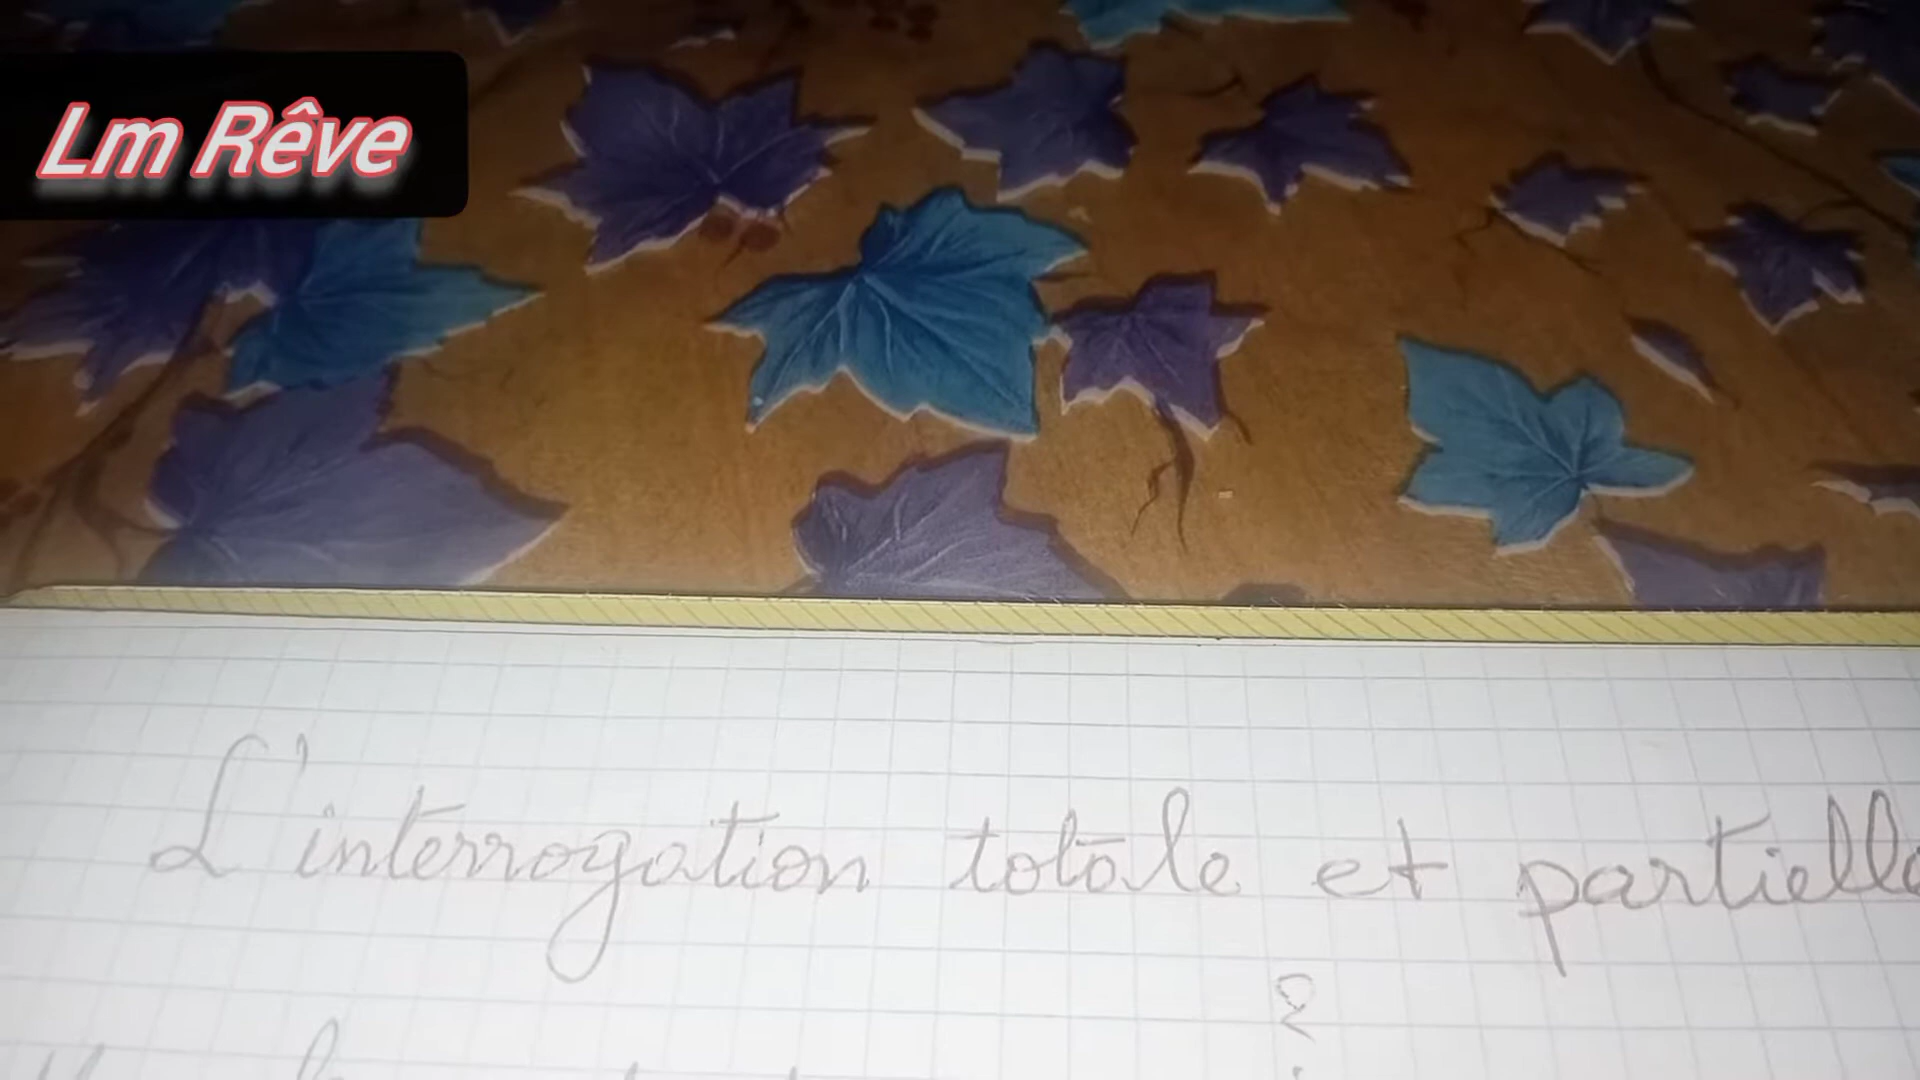 Lm Rêve
L'interrogation totale et partielle
?